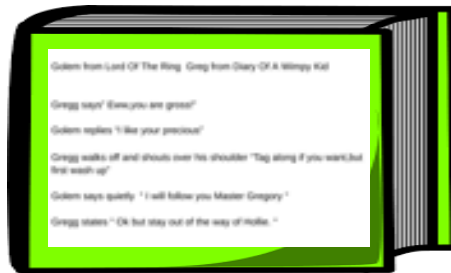 Golem from Lord Of The Ring Greg from Diary Of A Wimpy Kid
Gregg says" Eww,you are gross!"
Golem replies "I like your precious"
Gregg walks off and shouts over his shoulder "Tag along if you want,but
first wash up"
Golem says quietly " I will follow you Master Gregory "
Gregg states " Ok but stay out of the way of Hollie. "